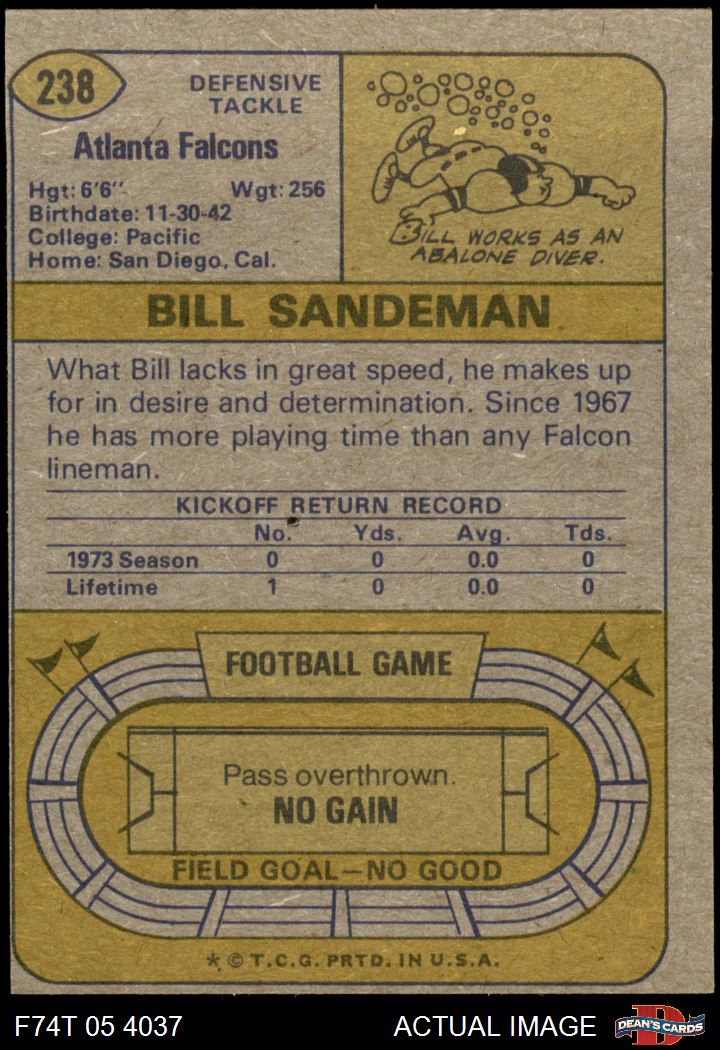 238
DEFENSIVE
TACKLE
Atlanta Falcons
Hgt: 6'6" Wgt: 256
Birthdate: 11-30-42
College: Pacific
Home: San Diego, Cal.
BILL WORKS AS AN
ABALONE DIVER.
BILL SANDEMAN
What Bill lacks in great speed, he makes up
for in desire and determination. Since 1967
he has more playing time than any Falcon
lineman.
KICKOFF RETURN RECORD
No. Yds. Avg. Tds.
1973 Season 0 0 0.0 0
Lifetime 1 0 0.0 0
FOOTBALL GAME
Pass overthrown.
NO GAIN
FIELD GOAL—NO GOOD
* © T.C.G. PRTD. IN U.S.A.
F74T 05 4037 ACTUAL IMAGE D DEAN'S CARDS